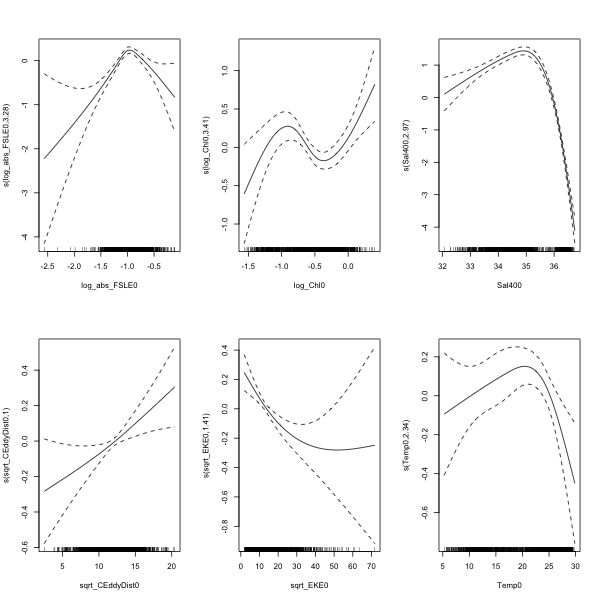 s(log_abs_FSLE0,3.28)
0
-1
-2
-3
-4
-2.5 -2.0 -1.5 -1.0 -0.5
log_abs_FSLE0
s(log_Chl0,3.41)
1.0
0.5
0.0
-0.5
-1.0
-1.5 -1.0 -0.5 0.0
log_Chl0
s(Sal400,2.97)
1
0
-1
-2
-3
-4
32 33 34 35 36
Sal400
s(sqrt_CEddyDist0,1)
0.4
0.2
0.0
-0.2
-0.4
-0.6
5 10 15 20
sqrt_CEddyDist0
s(sqrt_EKE0,1.41)
0.4
0.2
0.0
-0.2
-0.4
-0.6
-0.8
0 10 20 30 40 50 60 70
sqrt_EKE0
s(Temp0,2.34)
0.2
0.0
-0.2
-0.4
-0.6
5 10 15 20 25 30
Temp0